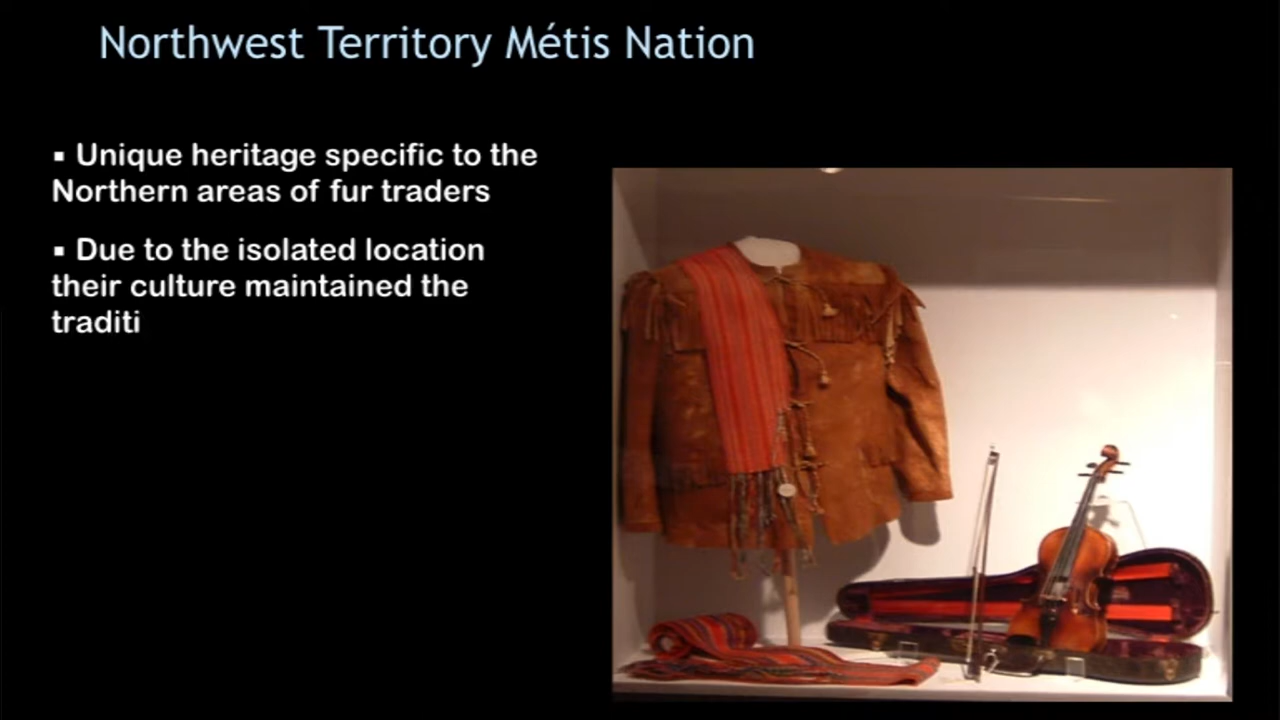 Northwest Territory Métis Nation
▪ Unique heritage specific to the
Northern areas of fur traders
▪ Due to the isolated location
their culture maintained the
traditi